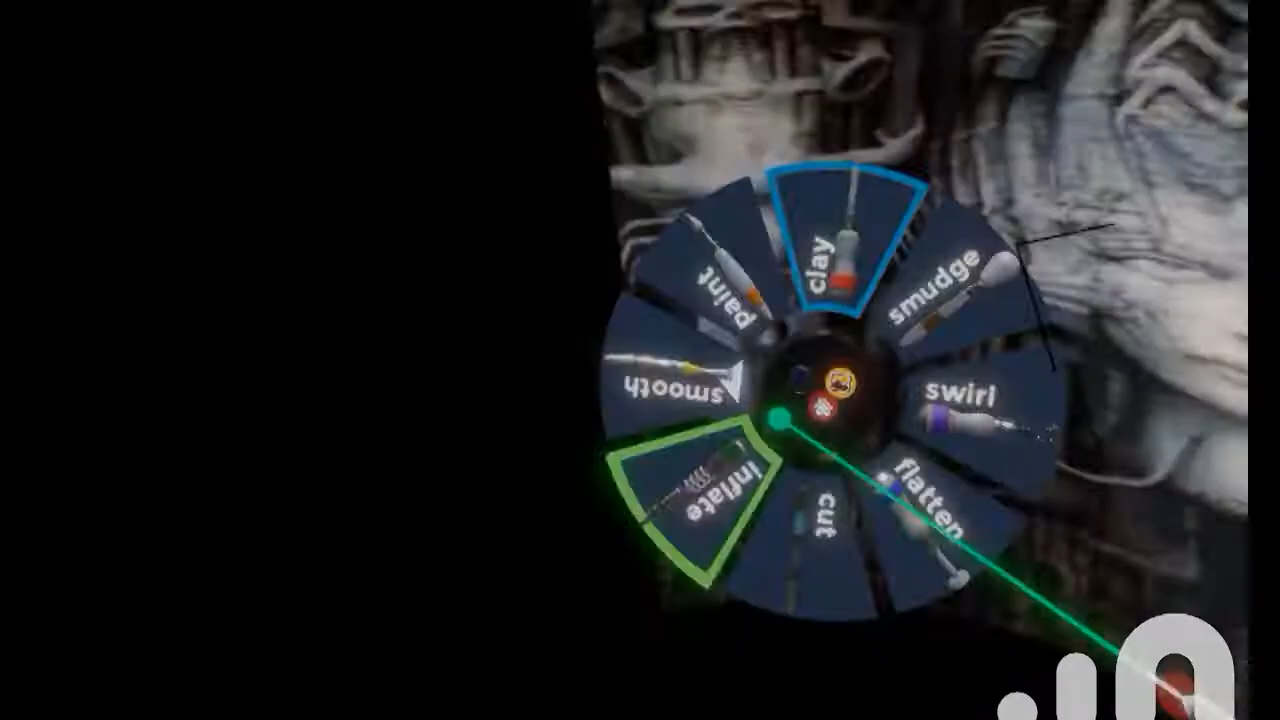 clay
smudge
swirl
flatten
cut
inflate
smooth
paint